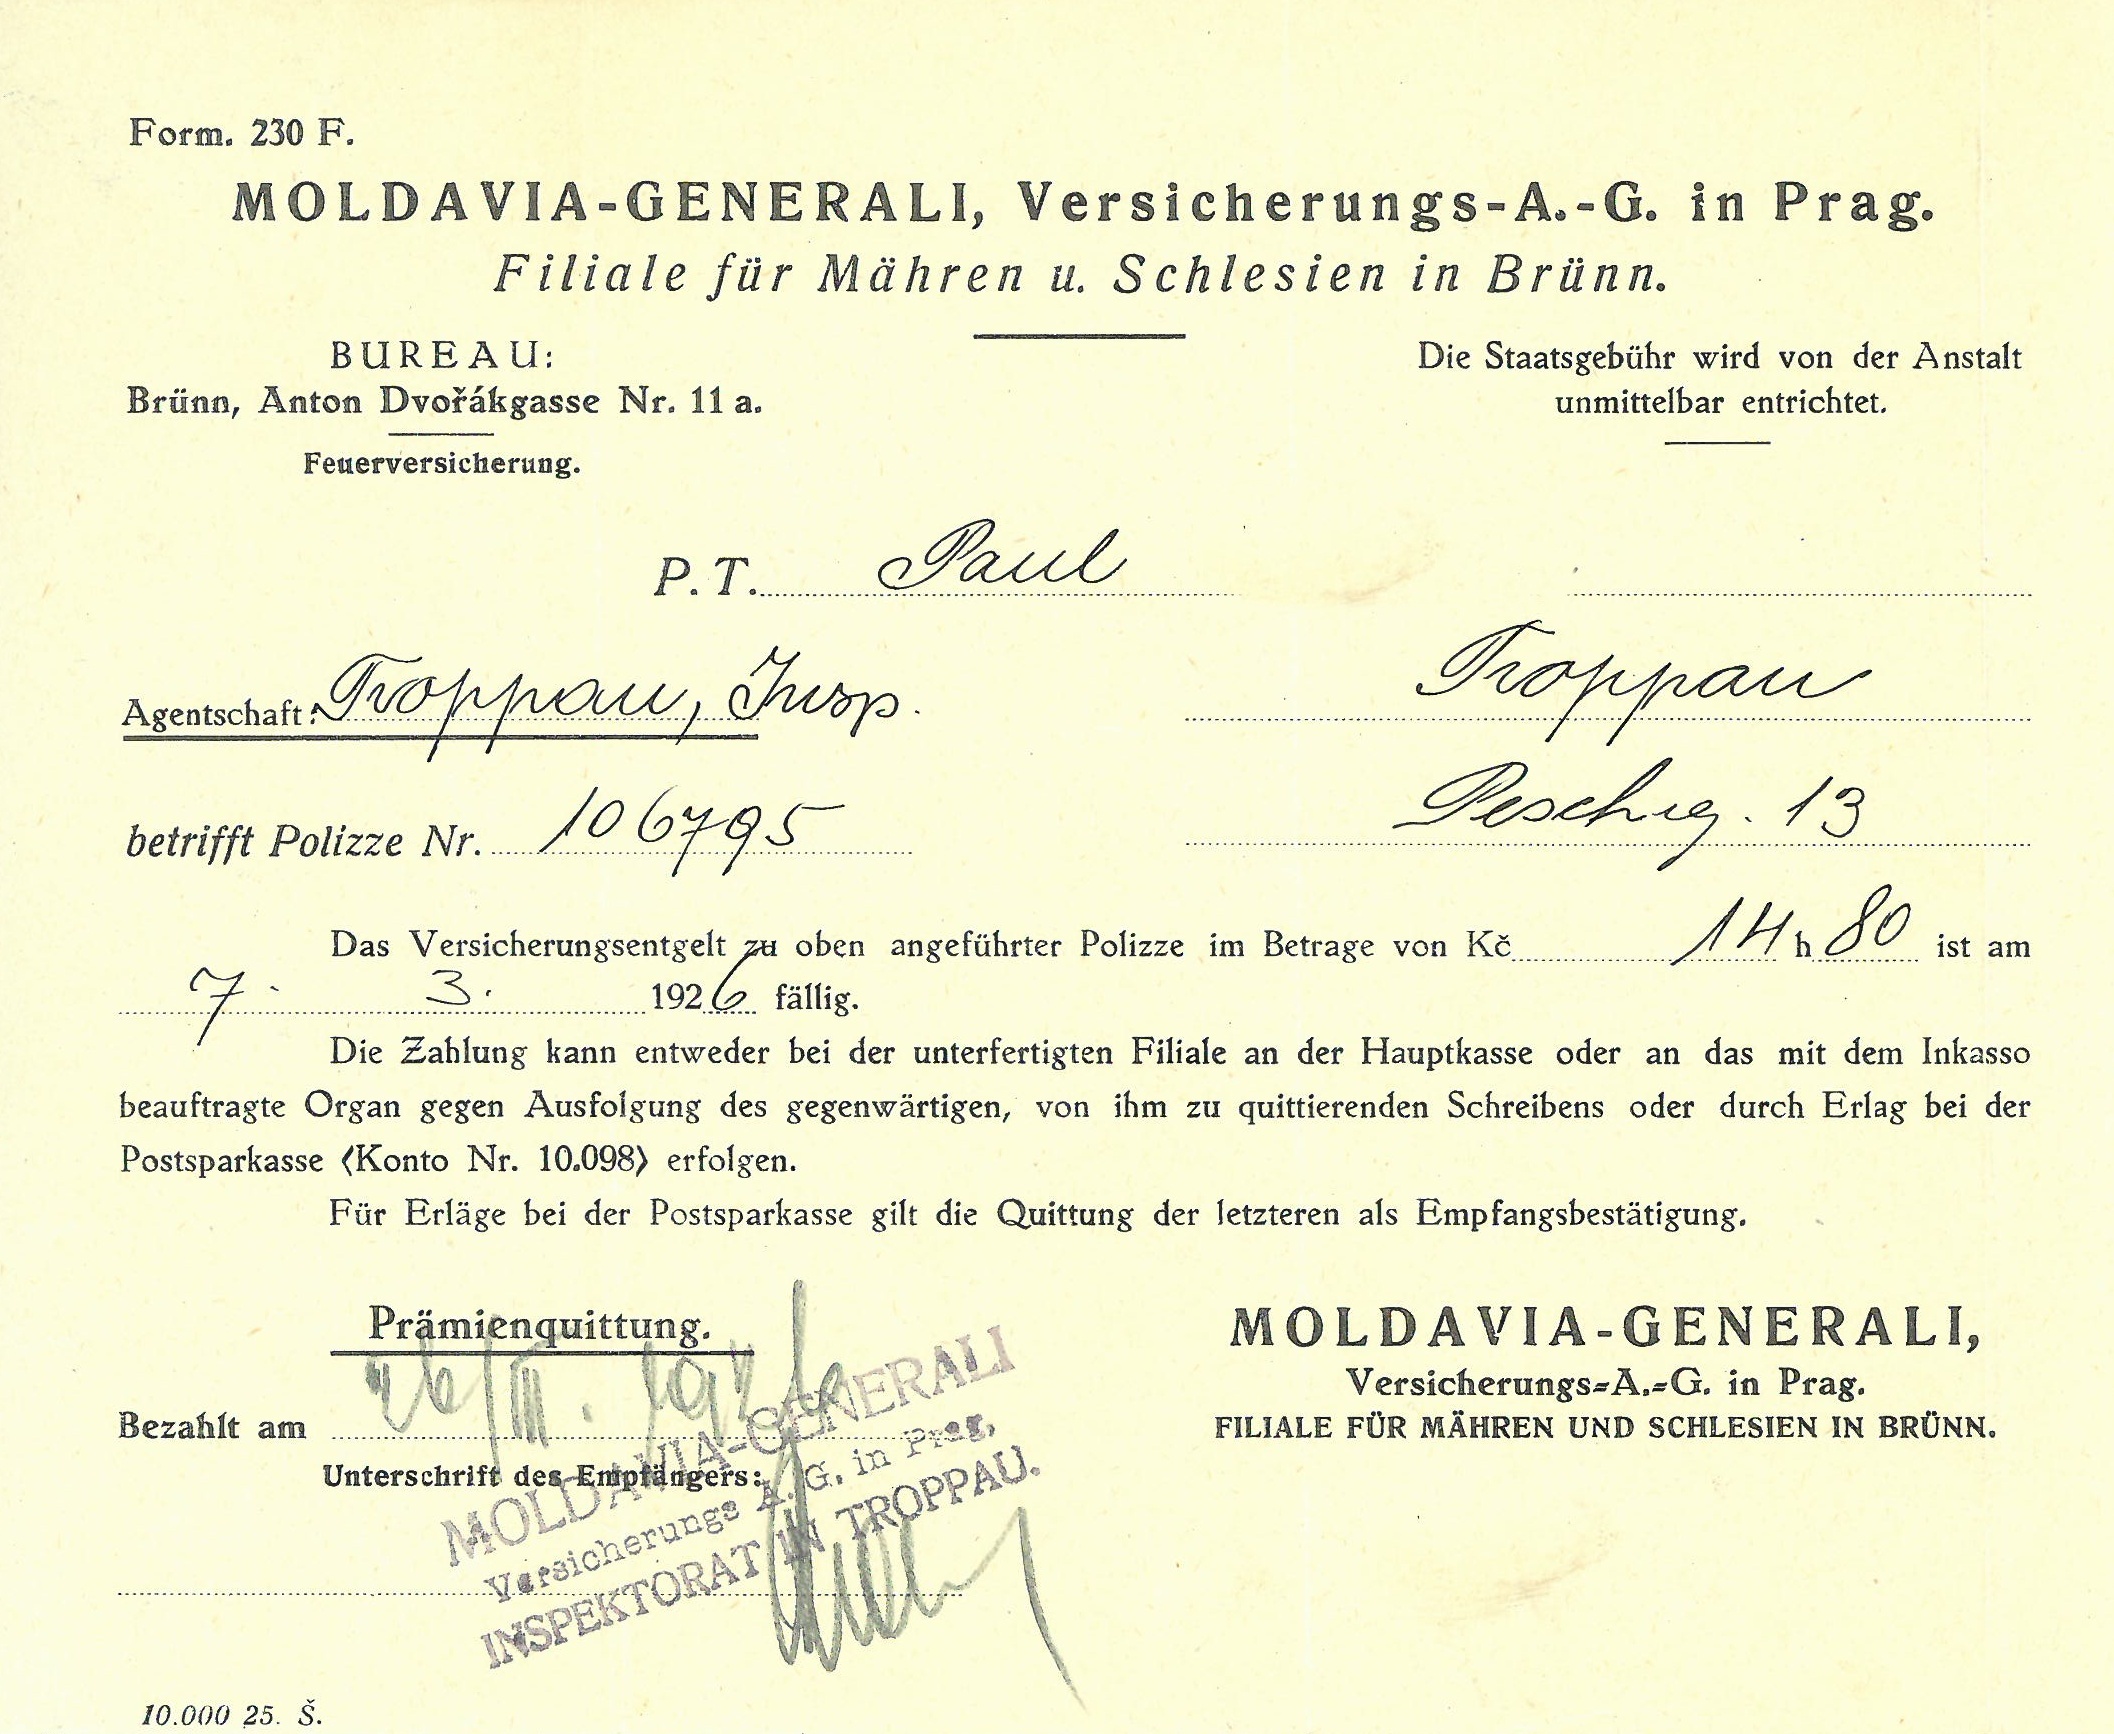 Form. 230 F.
MOLDAVIA-GENERALI, Versicherungs-A.-G. in Prag.
Filiale für Mähren u. Schlesien in Brünn.
BUREAU:
Brünn, Anton Dvořákgasse Nr. 11 a.
Feuerversicherung.
Die Staatsgebühr wird von der Anstalt
unmittelbar entrichtet.
P. T. Paul
Agentschaft: Troppau, Insp.
Troppau
betrifft Polizze Nr. 106795
Peschg. 13
Das Versicherungsentgelt zu oben angeführter Polizze im Betrage von Kč 14 h 80 ist am
7. 3. 1926 fällig.
Die Zahlung kann entweder bei der unterfertigten Filiale an der Hauptkasse oder an das mit dem Inkasso
beauftragte Organ gegen Ausfolgung des gegenwärtigen, von ihm zu quittierenden Schreibens oder durch Erlag bei der
Postsparkasse (Konto Nr. 10.098) erfolgen.
Für Erläge bei der Postsparkasse gilt die Quittung der letzteren als Empfangsbestätigung.
Prämienquittung.
Bezahlt am 26/III. 1926
Unterschrift des Empfängers:
MOLDAVIA-GENERALI
Versicherungs A. G. in Prag,
INSPEKTORAT IN TROPPAU.
MOLDAVIA-GENERALI,
Versicherungs-A.-G. in Prag.
FILIALE FÜR MÄHREN UND SCHLESIEN IN BRÜNN.
10.000 25. Š.